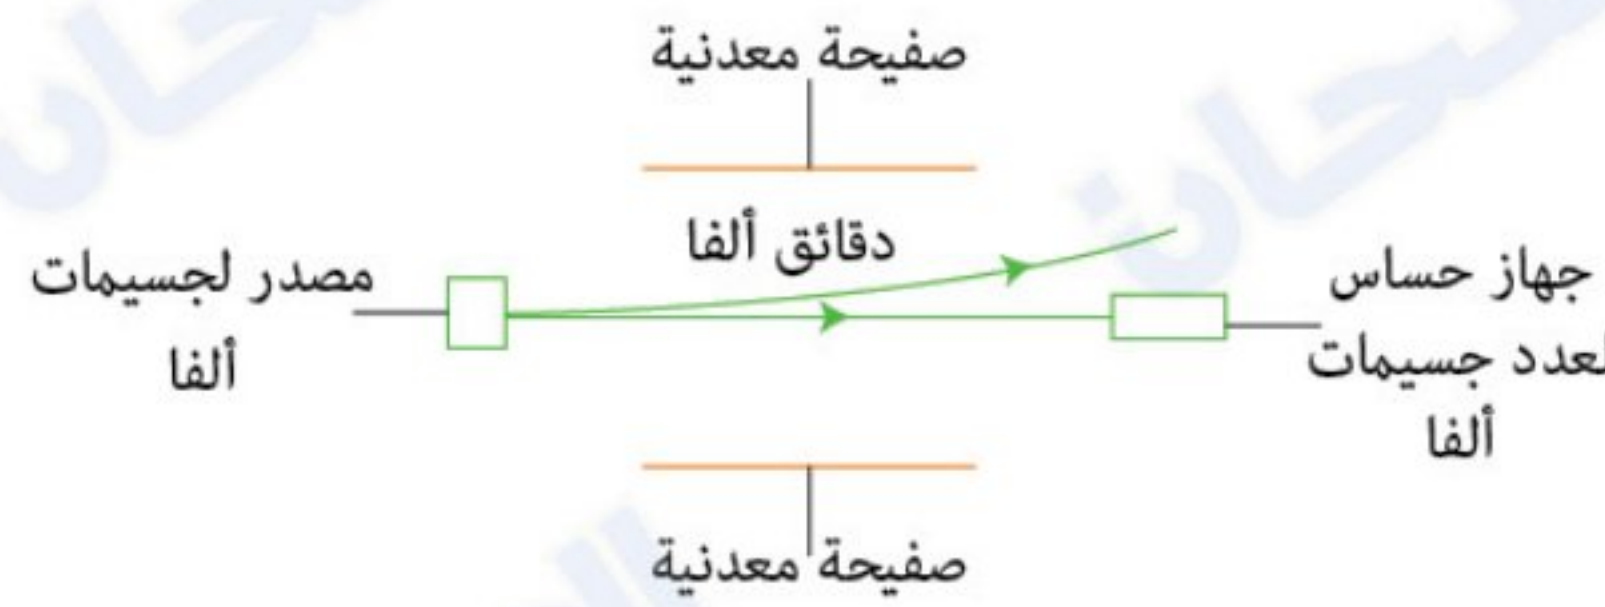 صفيحة معدنية
دقائق ألفا
مصدر لجسيمات
ألفا
جهاز حساس
لعدد جسيمات
ألفا
صفيحة معدنية